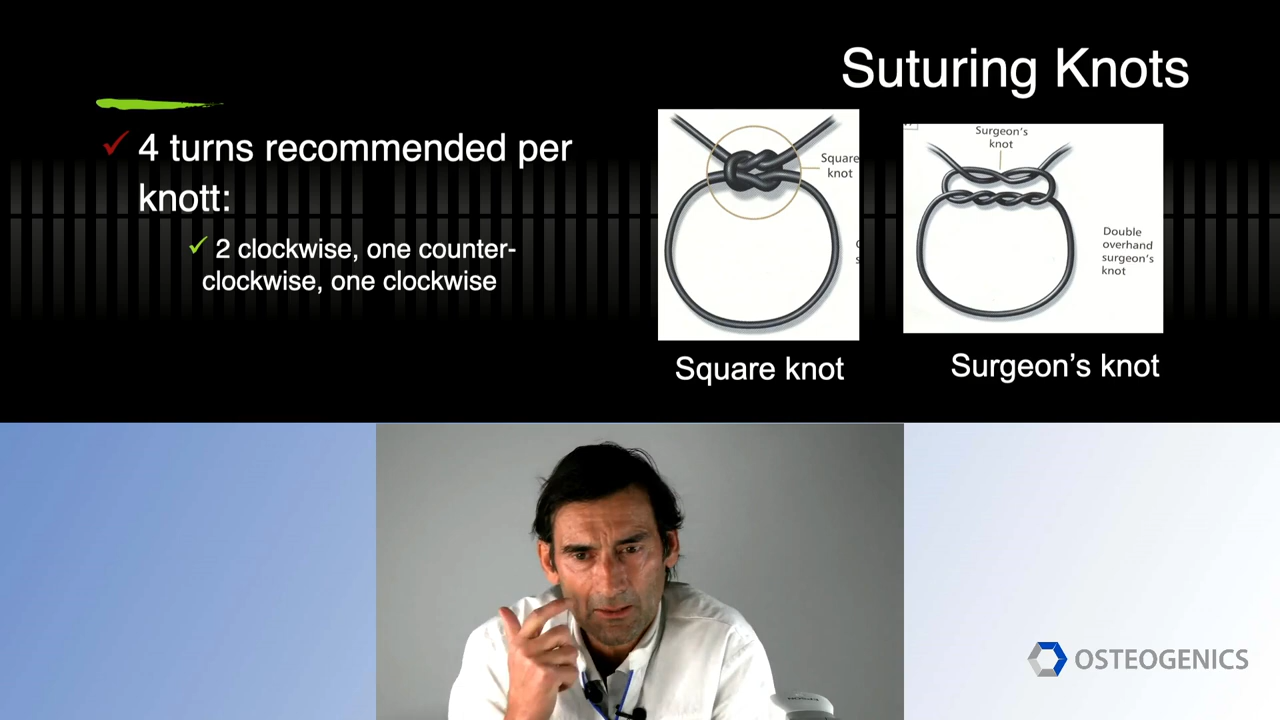 Suturing Knots
✓ 4 turns recommended per
knott:
✓ 2 clockwise, one counter-
clockwise, one clockwise
Square
knot
Square knot
Surgeon's
knot
Double
overhand
surgeon's
knot
Surgeon's knot
OSTEOGENICS